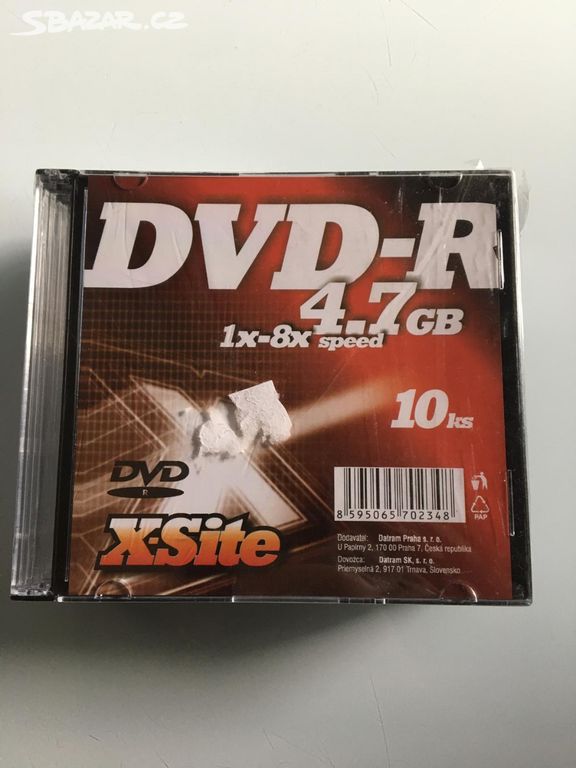 SBAZAR.CZ
DVD-R
4.7GB
1x-8x speed
10ks
DVD
R
X-Site
8 595065 702348
PAP
Dodavatel: Datram Praha s. r. o.
U Papírny 2, 170 00 Praha 7, Česká republika
Dovozca: Datram SK, s. r. o.
Priemyselná 2, 917 01 Trnava, Slovensko